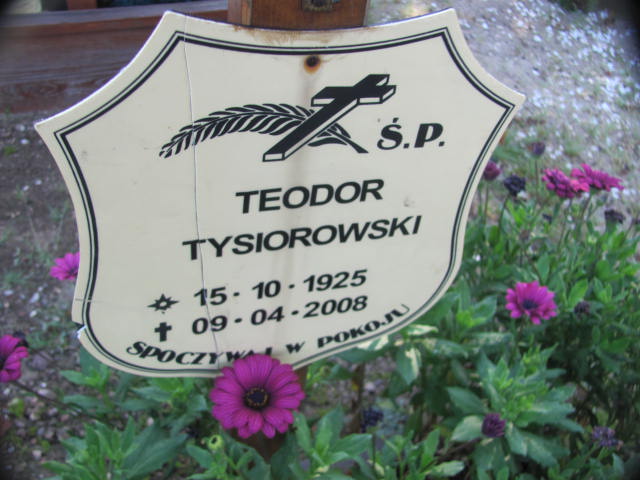 Ś.P.
TEODOR
TYSIOROWSKI
15 · 10 · 1925
09 · 04 · 2008
SPOCZYWAJ W POKOJU